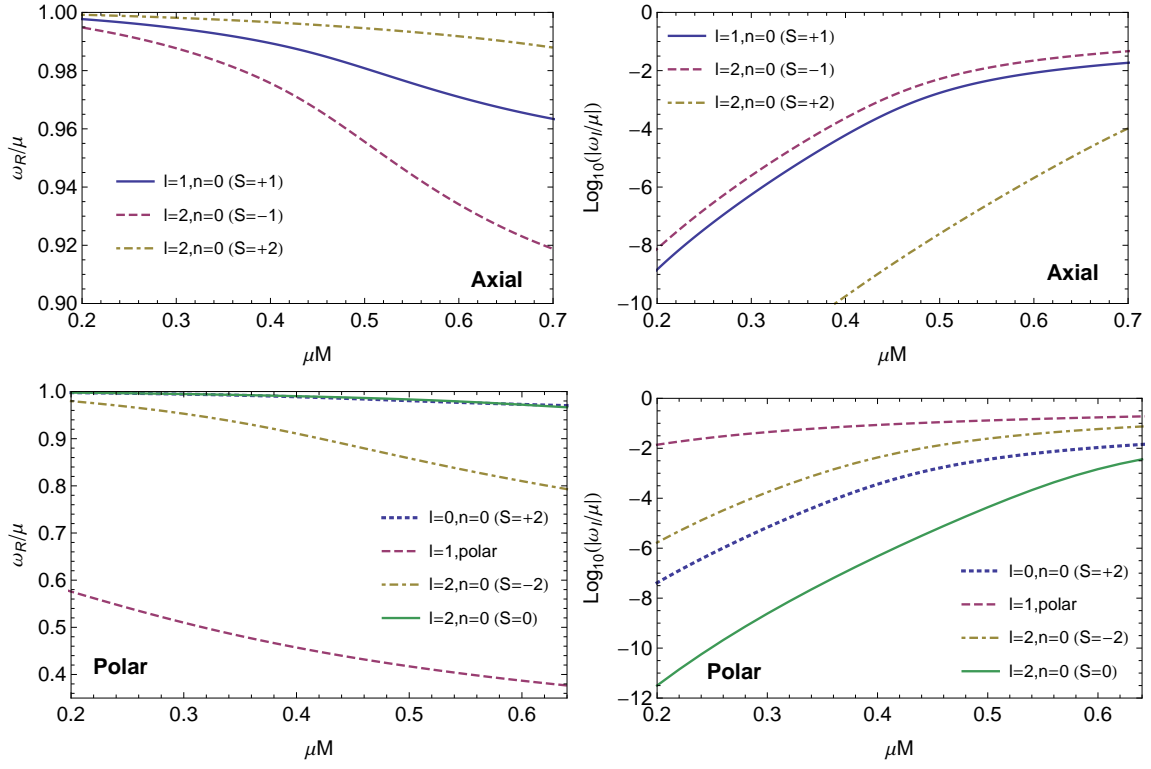 1.00
0.98
0.96
0.94
0.92
0.90
ω_R/μ
l=1,n=0 (S=+1)
l=2,n=0 (S=−1)
l=2,n=0 (S=+2)
Axial
0.2 0.3 0.4 0.5 0.6 0.7
μM
0
−2
−4
−6
−8
−10
Log₁₀(|ω_I/μ|)
l=1,n=0 (S=+1)
l=2,n=0 (S=−1)
l=2,n=0 (S=+2)
Axial
0.2 0.3 0.4 0.5 0.6 0.7
μM
1.0
0.9
0.8
0.7
0.6
0.5
0.4
ω_R/μ
l=0,n=0 (S=+2)
l=1,polar
l=2,n=0 (S=−2)
l=2,n=0 (S=0)
Polar
0.2 0.3 0.4 0.5 0.6
μM
0
−2
−4
−6
−8
−10
−12
Log₁₀(|ω_I/μ|)
l=0,n=0 (S=+2)
l=1,polar
l=2,n=0 (S=−2)
l=2,n=0 (S=0)
Polar
0.2 0.3 0.4 0.5 0.6
μM